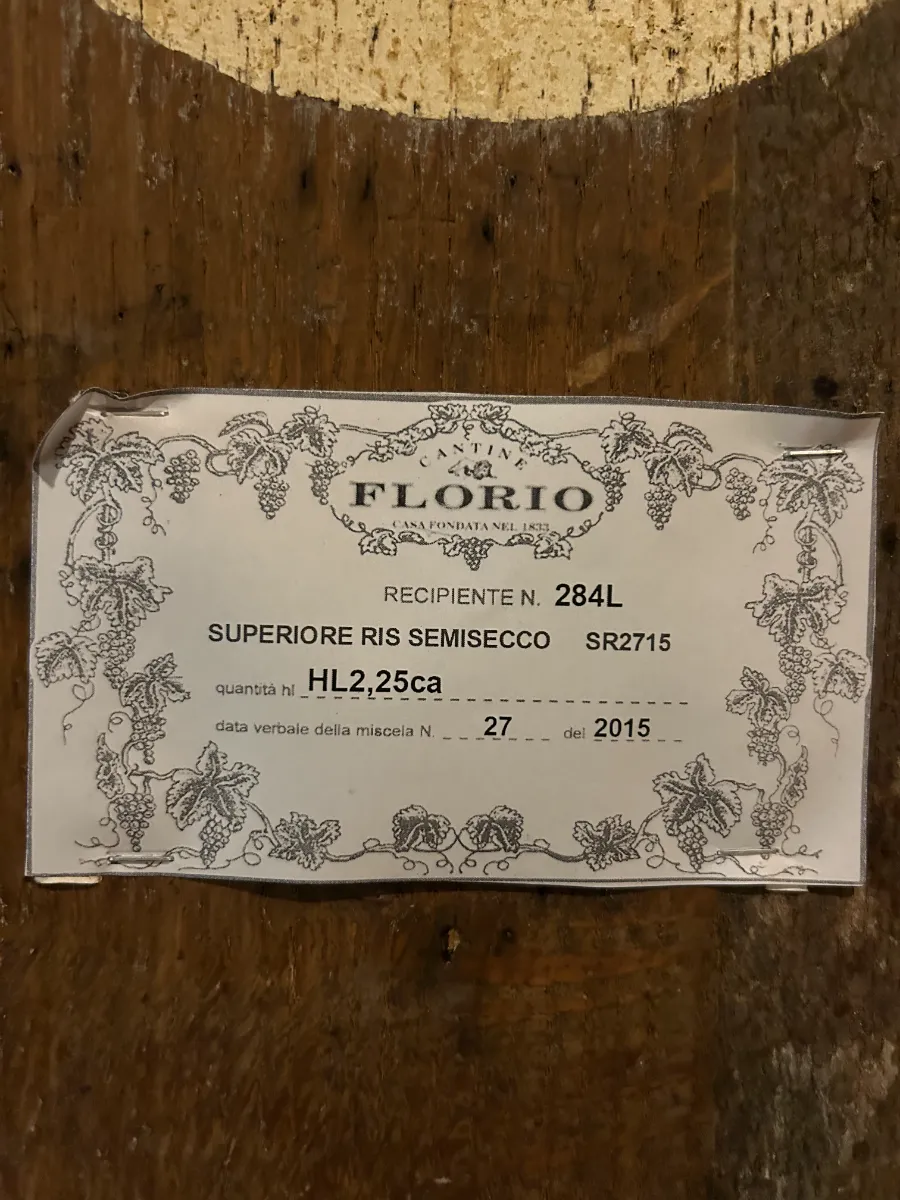 CANTINE
FLORIO
CASA FONDATA NEL 1833
RECIPIENTE N. 284L
SUPERIORE RIS SEMISECCO SR2715
quantità hl HL2,25ca
data verbale della miscela N. 27 del 2015